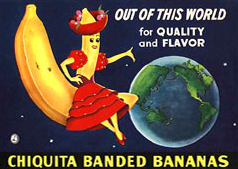 OUT OF THIS WORLD
for QUALITY
and FLAVOR
CHIQUITA BANDED BANANAS